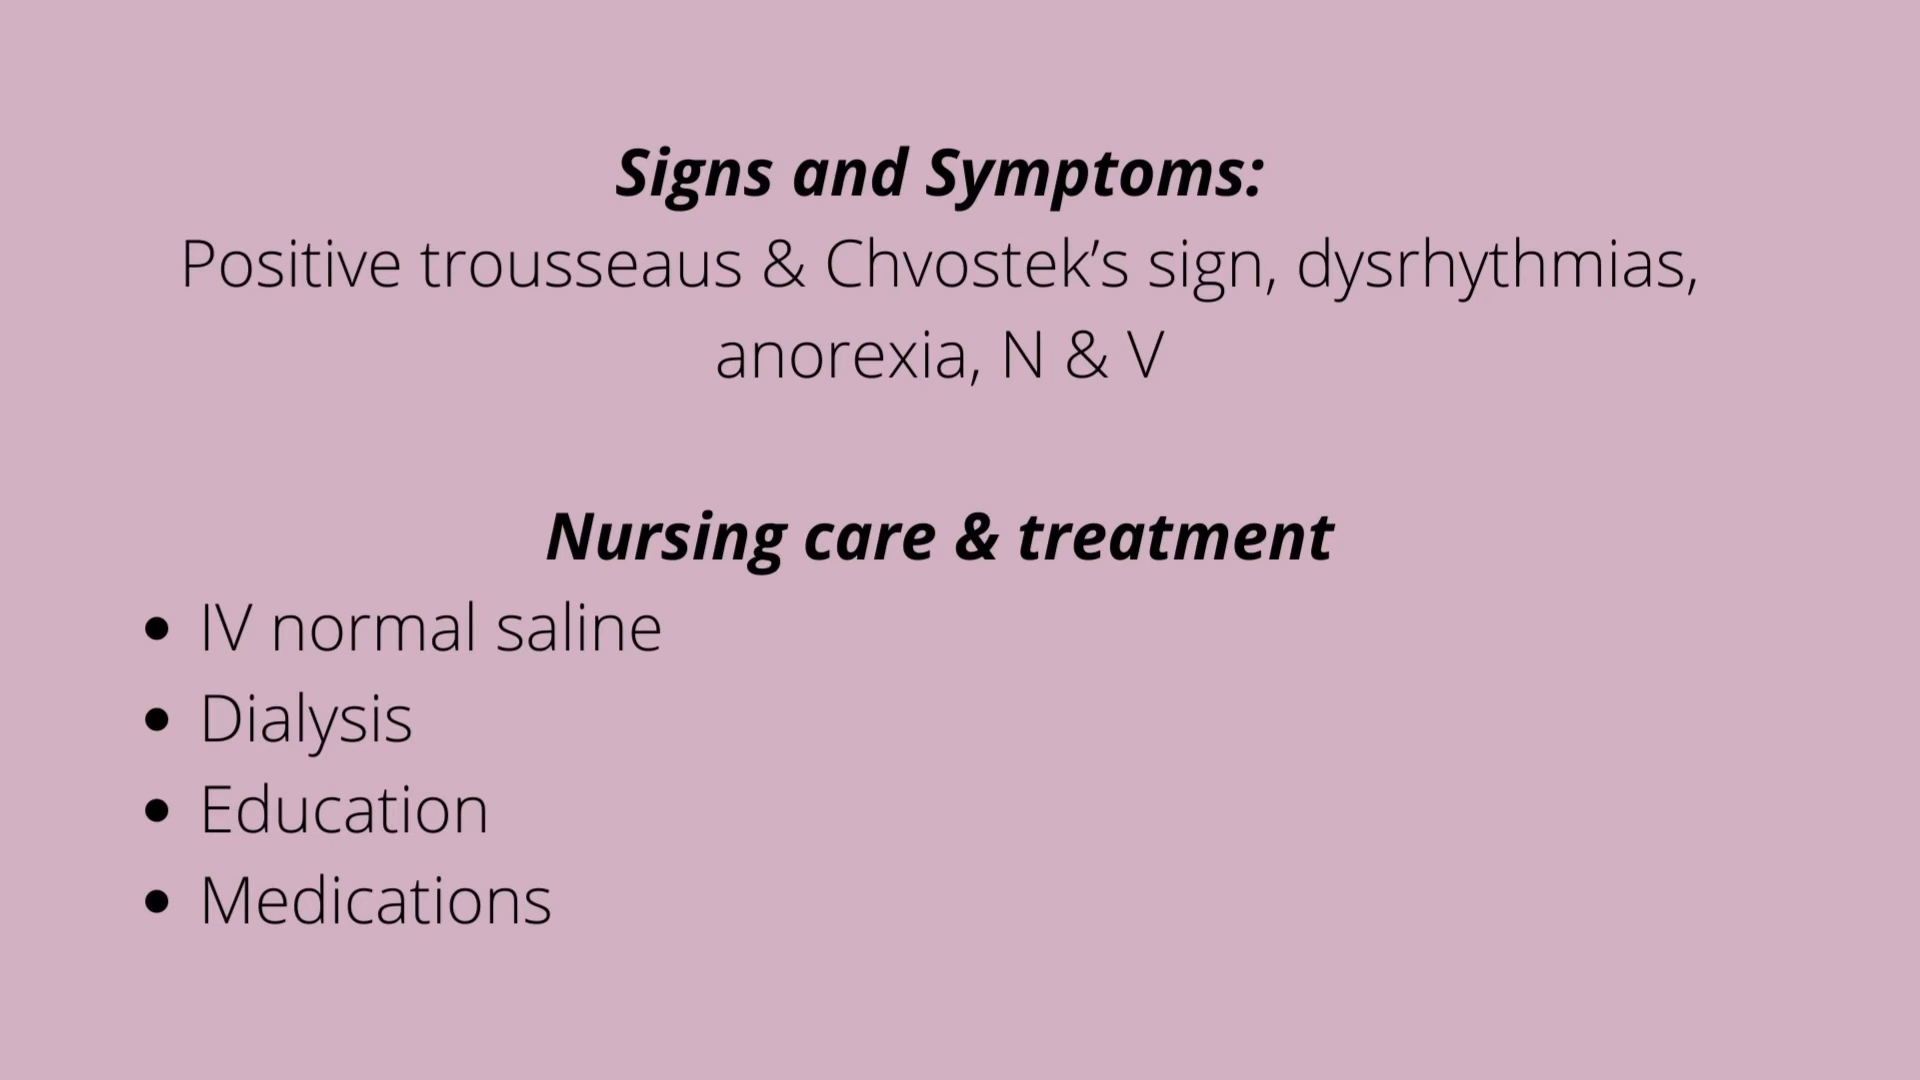 Signs and Symptoms:
Positive trousseaus & Chvostek’s sign, dysrhythmias,
anorexia, N & V
Nursing care & treatment
• IV normal saline
• Dialysis
• Education
• Medications